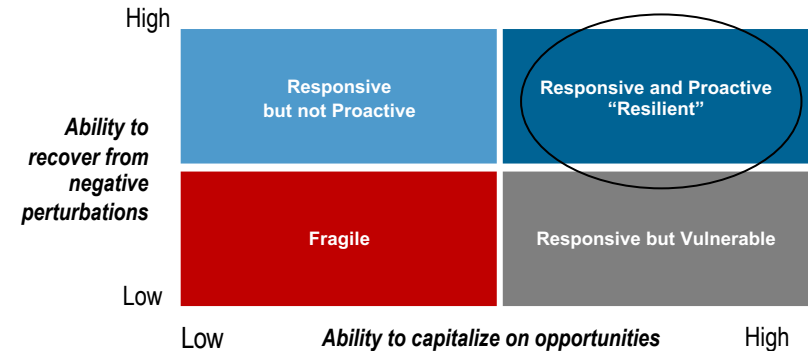 High
Responsive
but not Proactive
Responsive and Proactive
“Resilient”
Ability to
recover from
negative
perturbations
Fragile
Responsive but Vulnerable
Low
Low
Ability to capitalize on opportunities
High